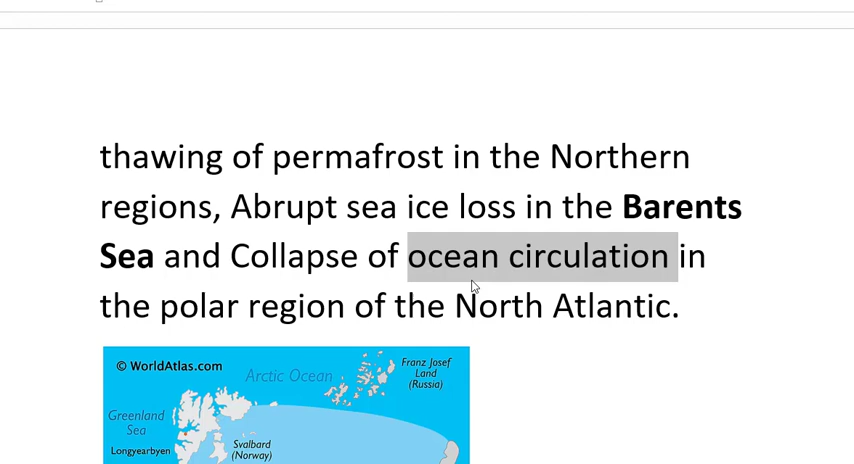 thawing of permafrost in the Northern
regions, Abrupt sea ice loss in the Barents
Sea and Collapse of ocean circulation in
the polar region of the North Atlantic.
© WorldAtlas.com
Arctic Ocean
Franz Josef
Land
(Russia)
Greenland
Sea
Svalbard
(Norway)
Longyearbyen